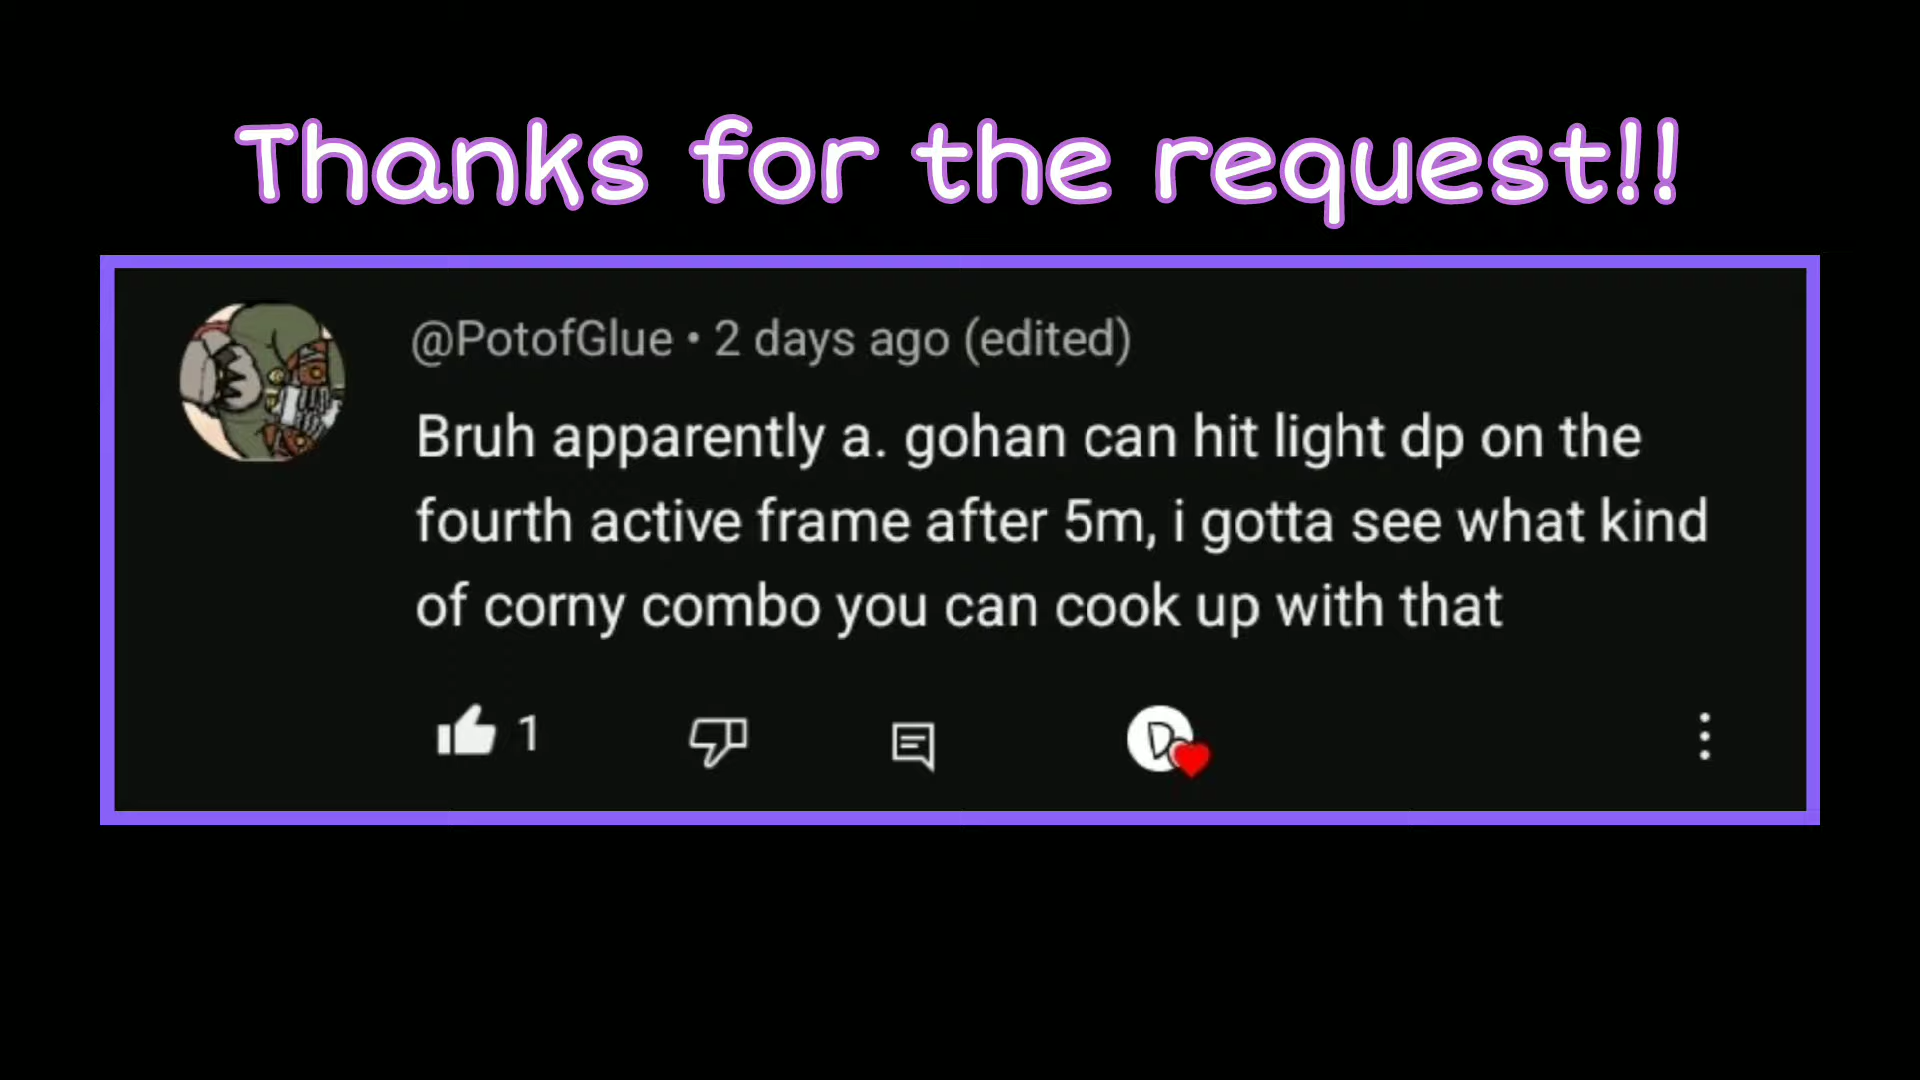 Thanks for the request!!
@PotofGlue • 2 days ago (edited)
Bruh apparently a. gohan can hit light dp on the
fourth active frame after 5m, i gotta see what kind
of corny combo you can cook up with that
1
D